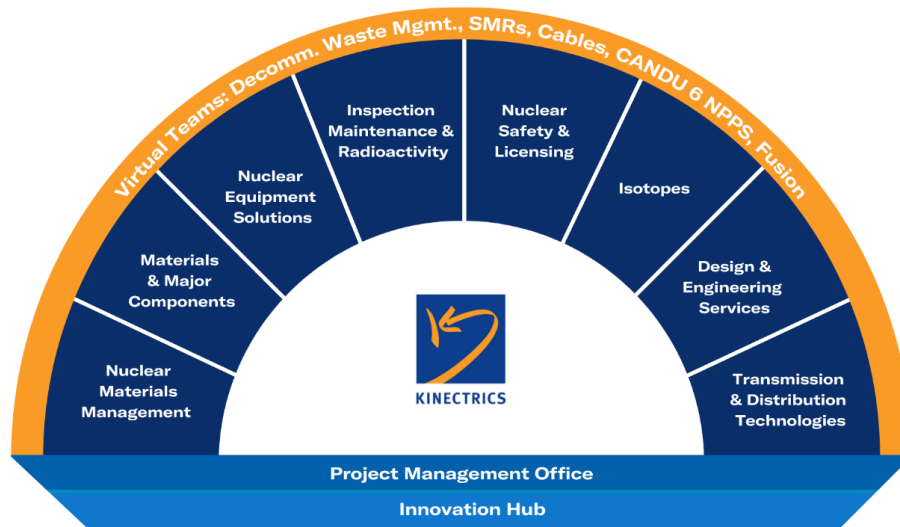 Virtual Teams: Decomm. Waste Mgmt., SMRs, Cables, CANDU 6 NPPS, Fusion
Nuclear
Materials
Management
Materials
& Major
Components
Nuclear
Equipment
Solutions
Inspection
Maintenance &
Radioactivity
Nuclear
Safety &
Licensing
Isotopes
Design &
Engineering
Services
Transmission
& Distribution
Technologies
KINECTRICS
Project Management Office
Innovation Hub